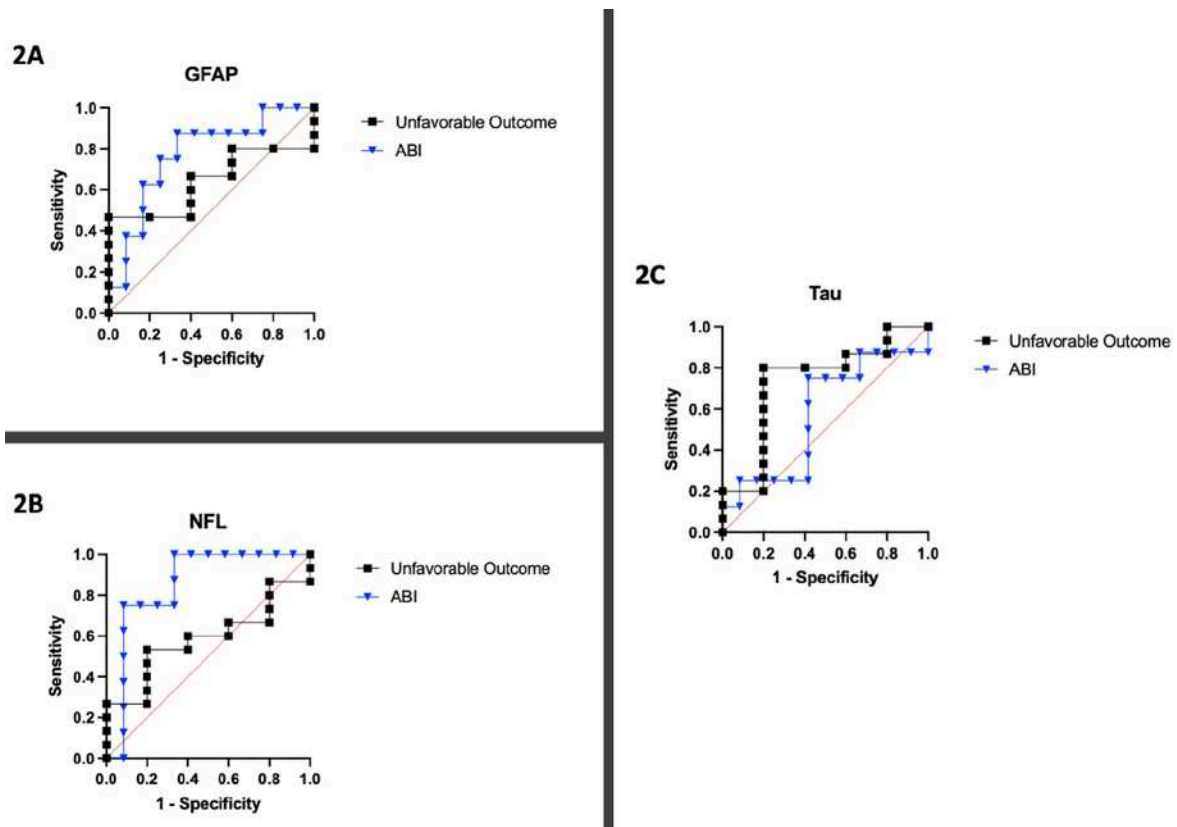 2A
GFAP
1.0
0.8
0.6
0.4
0.2
0.0
Sensitivity
0.0 0.2 0.4 0.6 0.8 1.0
1 - Specificity
Unfavorable Outcome
ABI
2B
NFL
1.0
0.8
0.6
0.4
0.2
0.0
Sensitivity
0.0 0.2 0.4 0.6 0.8 1.0
1 - Specificity
Unfavorable Outcome
ABI
2C
Tau
1.0
0.8
0.6
0.4
0.2
0.0
Sensitivity
0.0 0.2 0.4 0.6 0.8 1.0
1 - Specificity
Unfavorable Outcome
ABI